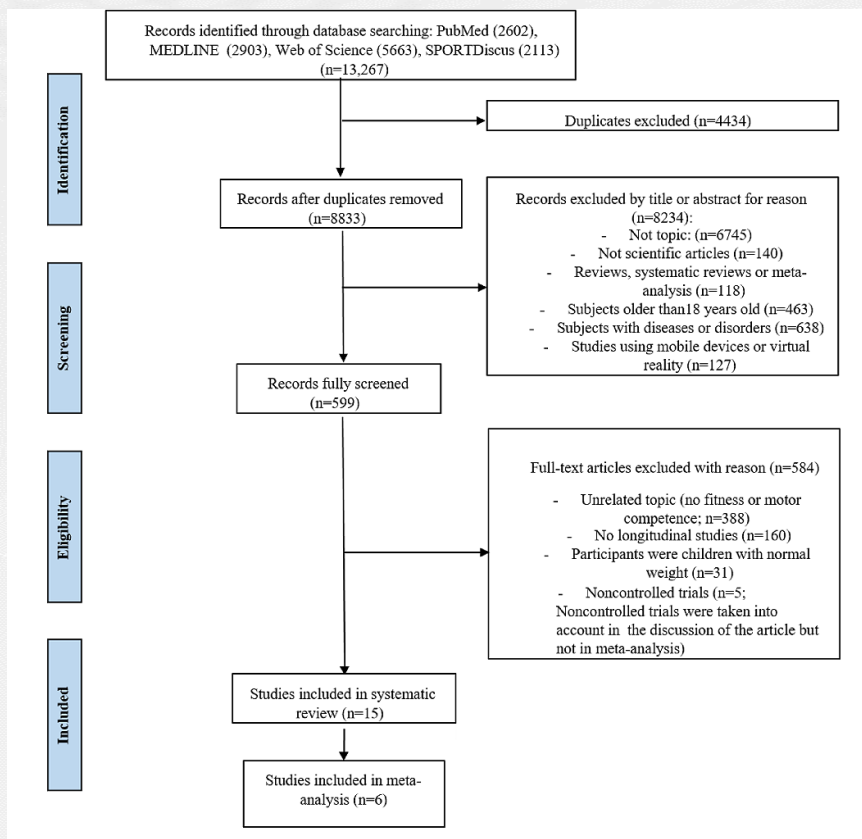 Records identified through database searching: PubMed (2602),
MEDLINE (2903), Web of Science (5663), SPORTDiscus (2113)
(n=13,267)
Identification
Duplicates excluded (n=4434)
Records after duplicates removed
(n=8833)
Records excluded by title or abstract for reason
(n=8234):
- Not topic: (n=6745)
- Not scientific articles (n=140)
- Reviews, systematic reviews or meta-
analysis (n=118)
- Subjects older than18 years old (n=463)
- Subjects with diseases or disorders (n=638)
- Studies using mobile devices or virtual
reality (n=127)
Screening
Records fully screened
(n=599)
Eligibility
Full-text articles excluded with reason (n=584)
- Unrelated topic (no fitness or motor
competence; n=388)
- No longitudinal studies (n=160)
- Participants were children with normal
weight (n=31)
- Noncontrolled trials (n=5;
Noncontrolled trials were taken into
account in the discussion of the article but
not in meta-analysis)
Included
Studies included in systematic
review (n=15)
Studies included in meta-
analysis (n=6)